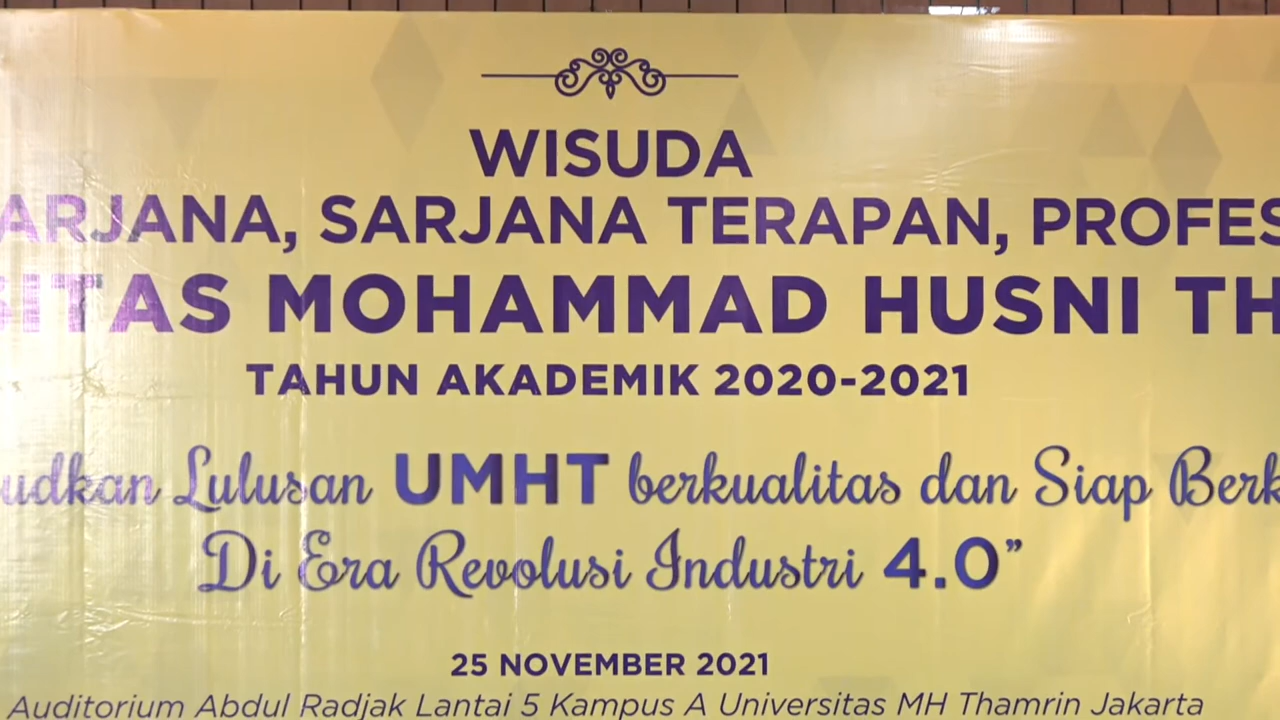 WISUDA
ARJANA, SARJANA TERAPAN, PROFES
SITAS MOHAMMAD HUSNI TH
TAHUN AKADEMIK 2020-2021
udkan Lulusan UMHT berkualitas dan Siap Berk
Di Era Revolusi Industri 4.0”
25 NOVEMBER 2021
Auditorium Abdul Radjak Lantai 5 Kampus A Universitas MH Thamrin Jakarta